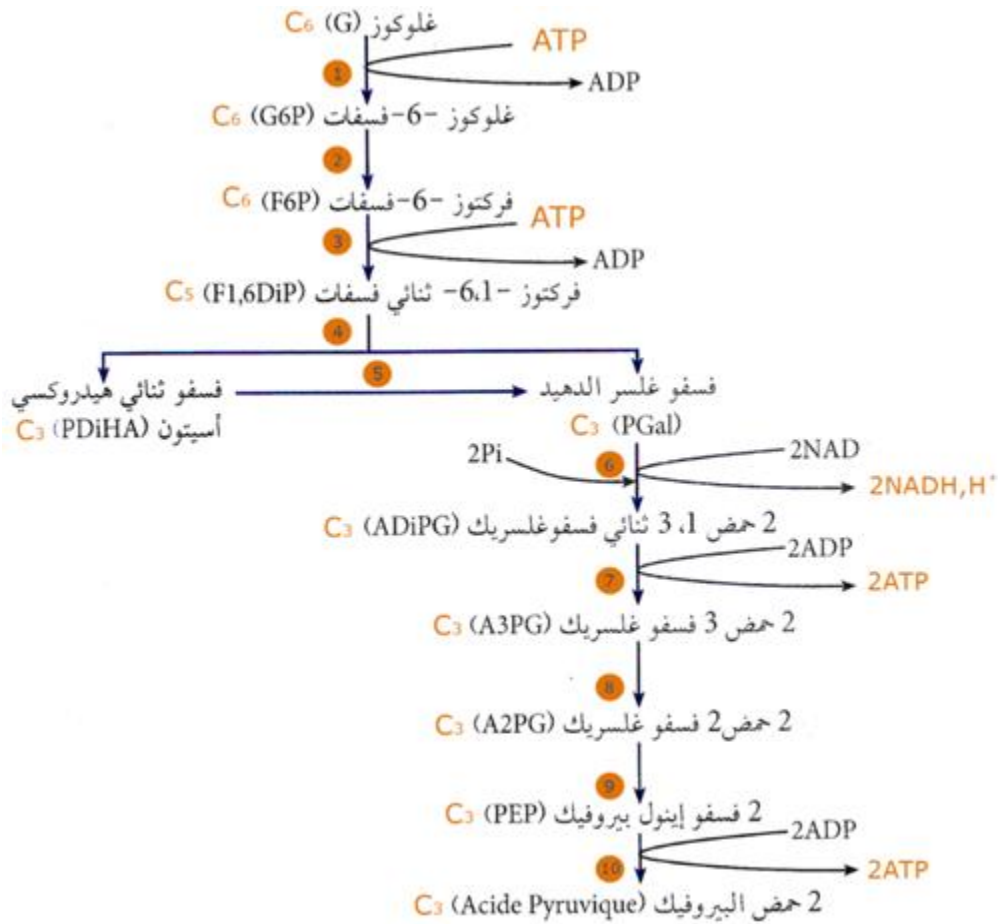 غلوكوز (G) C₆
ATP
1
ADP
غلوكوز -6-فسفات (G6P) C₆
2
فركتوز -6-فسفات (F6P) C₆
ATP
3
ADP
فركتوز -6،1- ثنائي فسفات (F1,6DiP) C₅
4
5
فسفو غلسر الدهيد
C₃ (PGal)
فسفو ثنائي هيدروكسي
أسيتون (PDiHA) C₃
2Pi
6
2NAD
2NADH,H⁺
2 حمض 1، 3 ثنائي فسفوغلسريك (ADiPG) C₃
2ADP
7
2ATP
2 حمض 3 فسفو غلسريك (A3PG) C₃
8
2 حمض2 فسفو غلسريك (A2PG) C₃
9
2 فسفو إينول بيروفيك (PEP) C₃
2ADP
10
2ATP
2 حمض البيروفيك (Acide Pyruvique) C₃